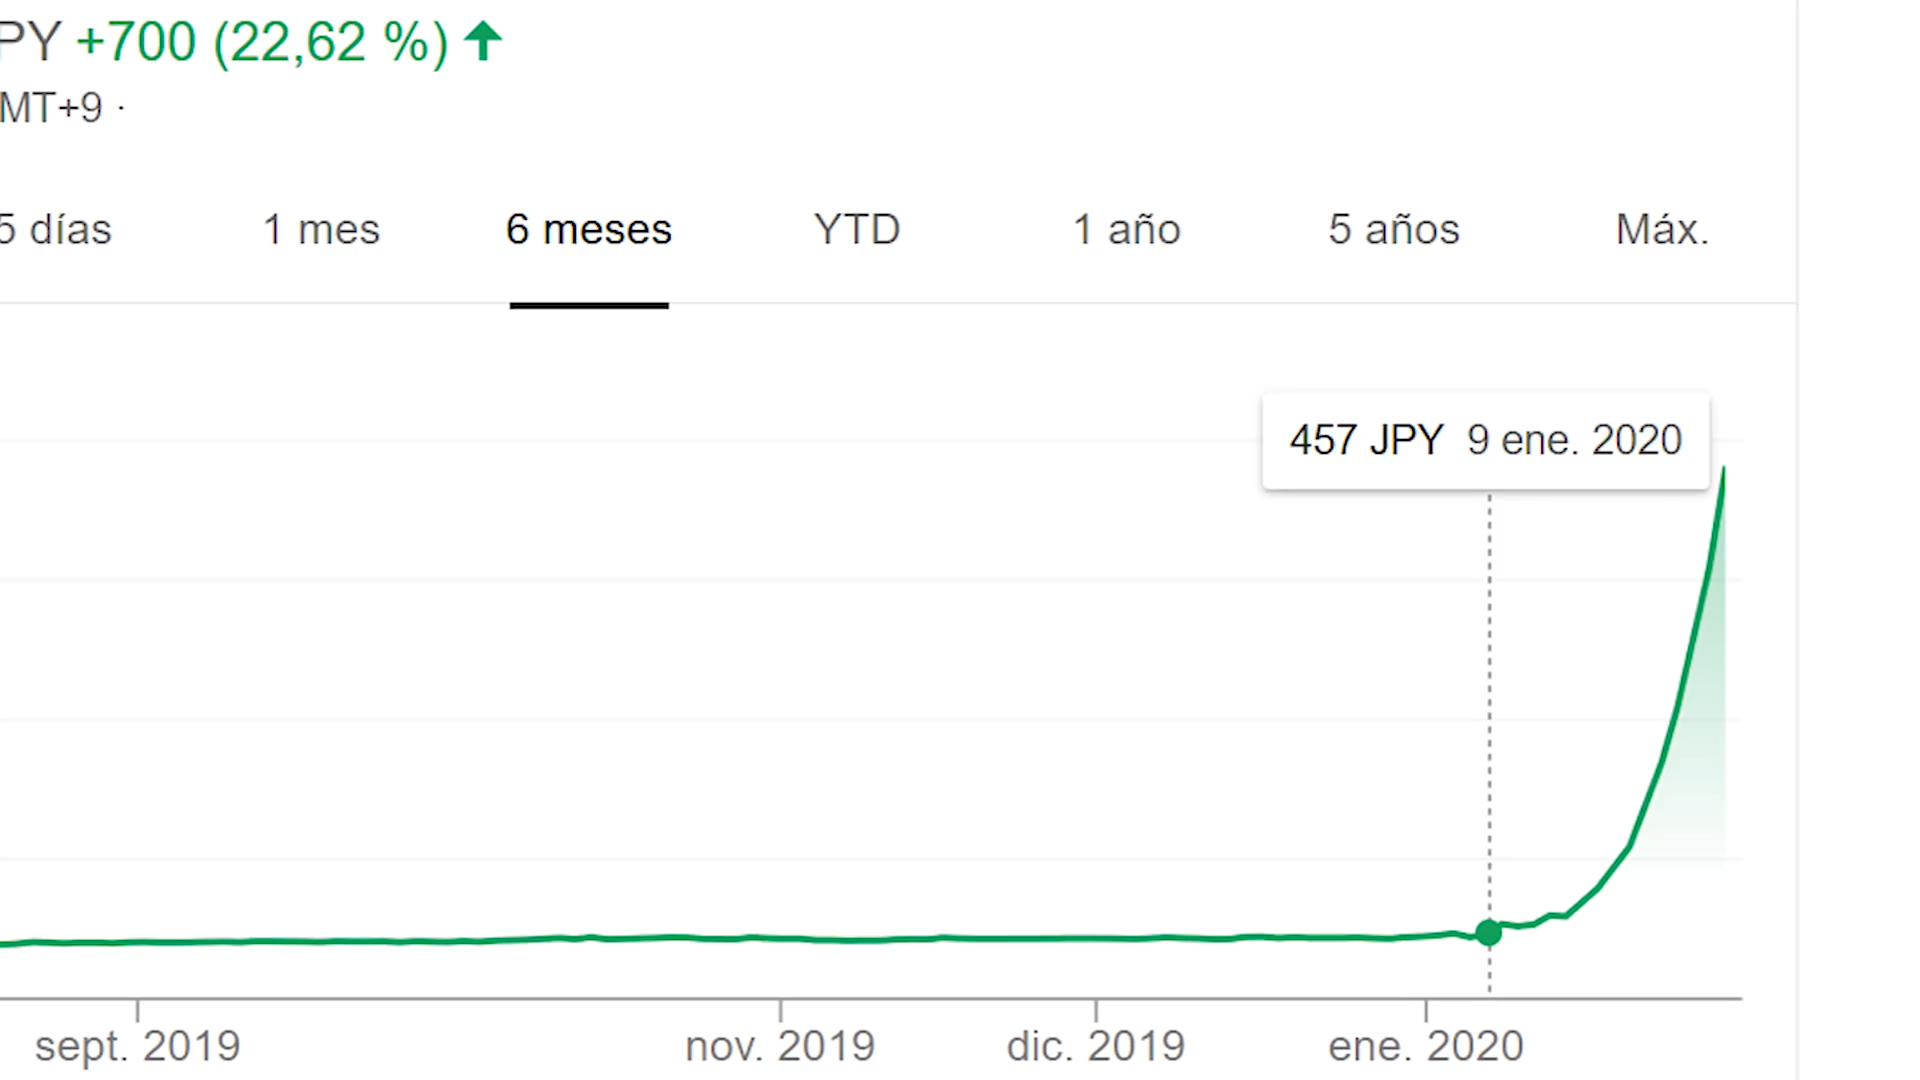 PY +700 (22,62 %)
MT+9 ·
5 días 1 mes 6 meses YTD 1 año 5 años Máx.
457 JPY 9 ene. 2020
sept. 2019 nov. 2019 dic. 2019 ene. 2020